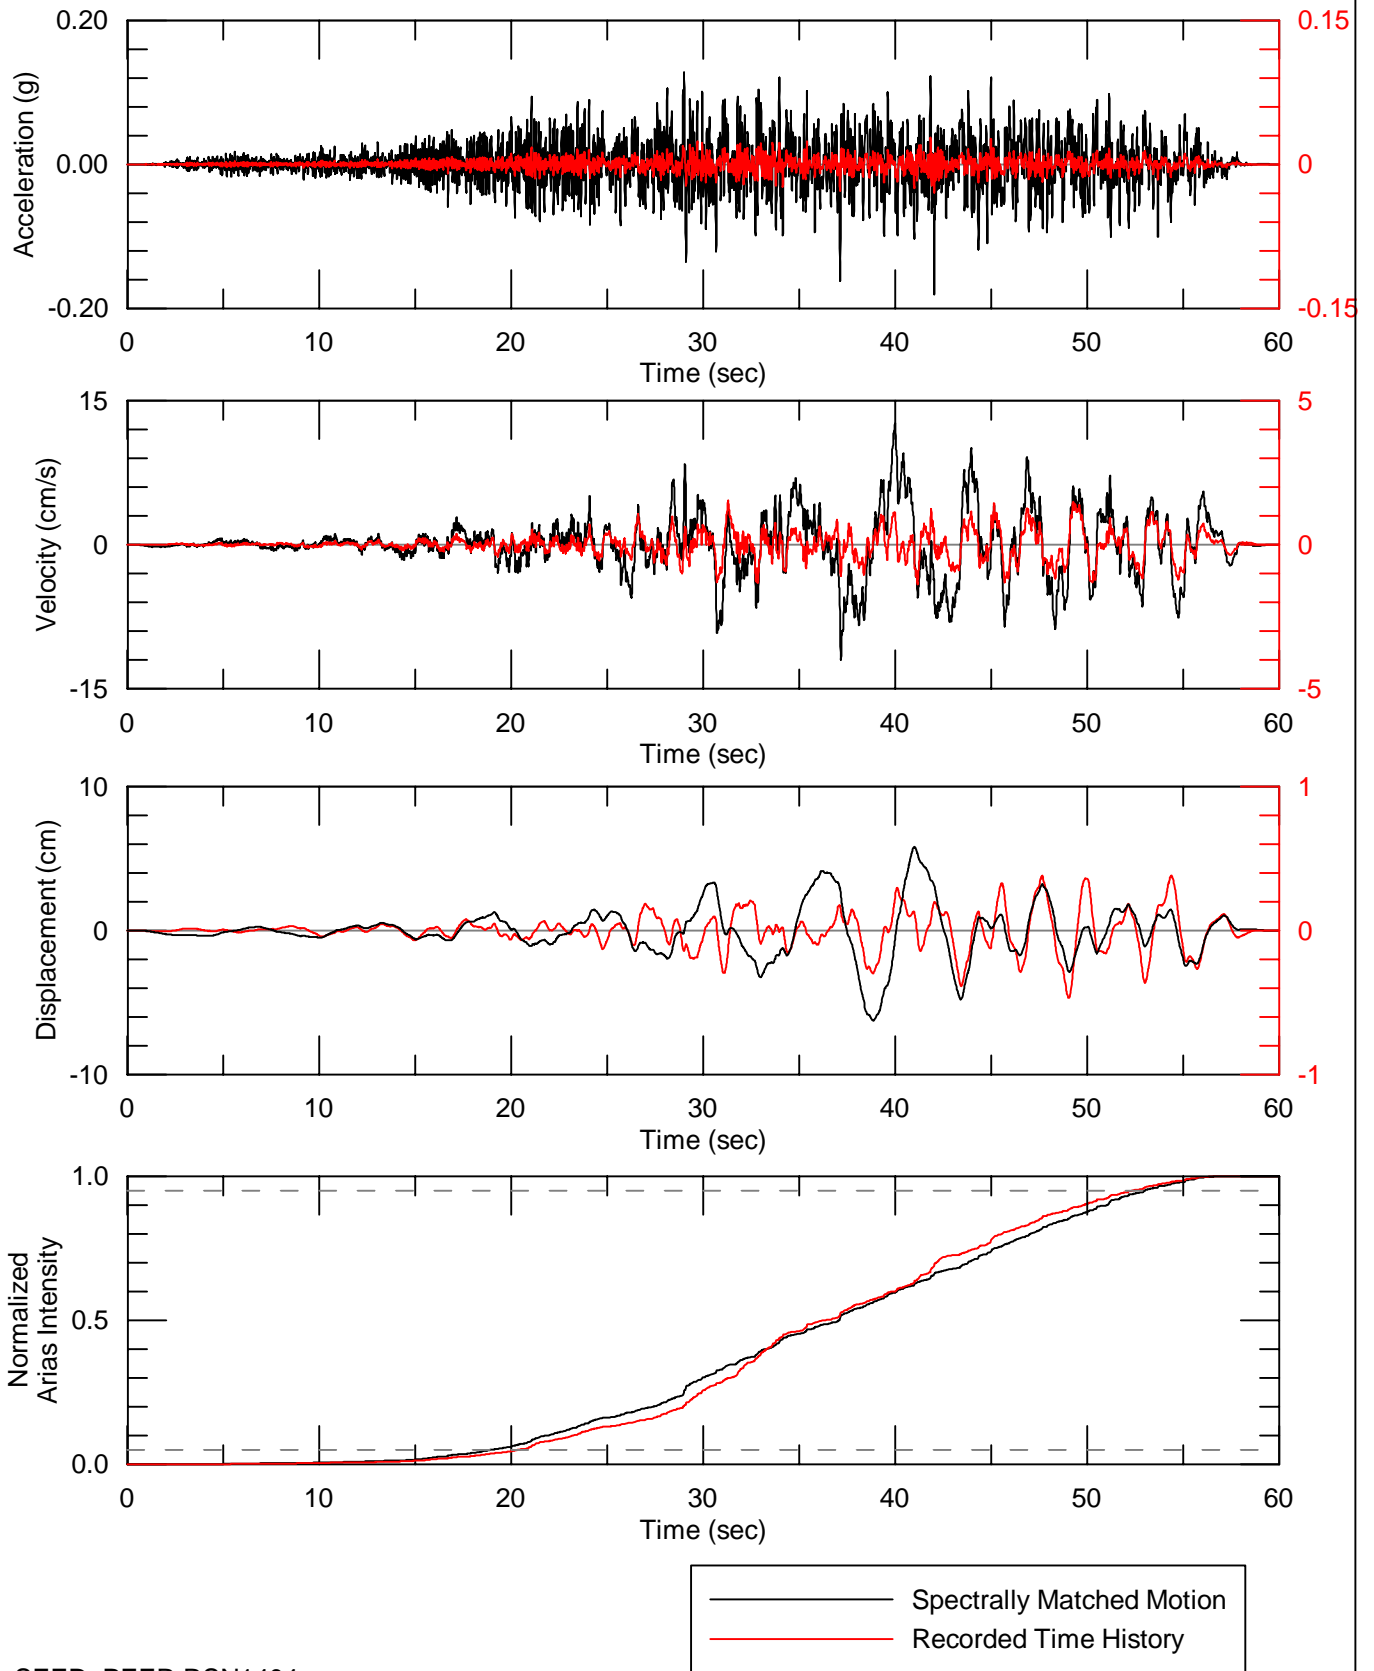 0.20
0.15
Acceleration (g)
0.00
0
-0.20
-0.15
0 10 20 30 40 50 60
Time (sec)
15
5
Velocity (cm/s)
0
0
-15
-5
0 10 20 30 40 50 60
Time (sec)
10
1
Displacement (cm)
0
0
-10
-1
0 10 20 30 40 50 60
Time (sec)
1.0
Normalized
Arias Intensity
0.5
0.0
0 10 20 30 40 50 60
Time (sec)
Spectrally Matched Motion
Recorded Time History